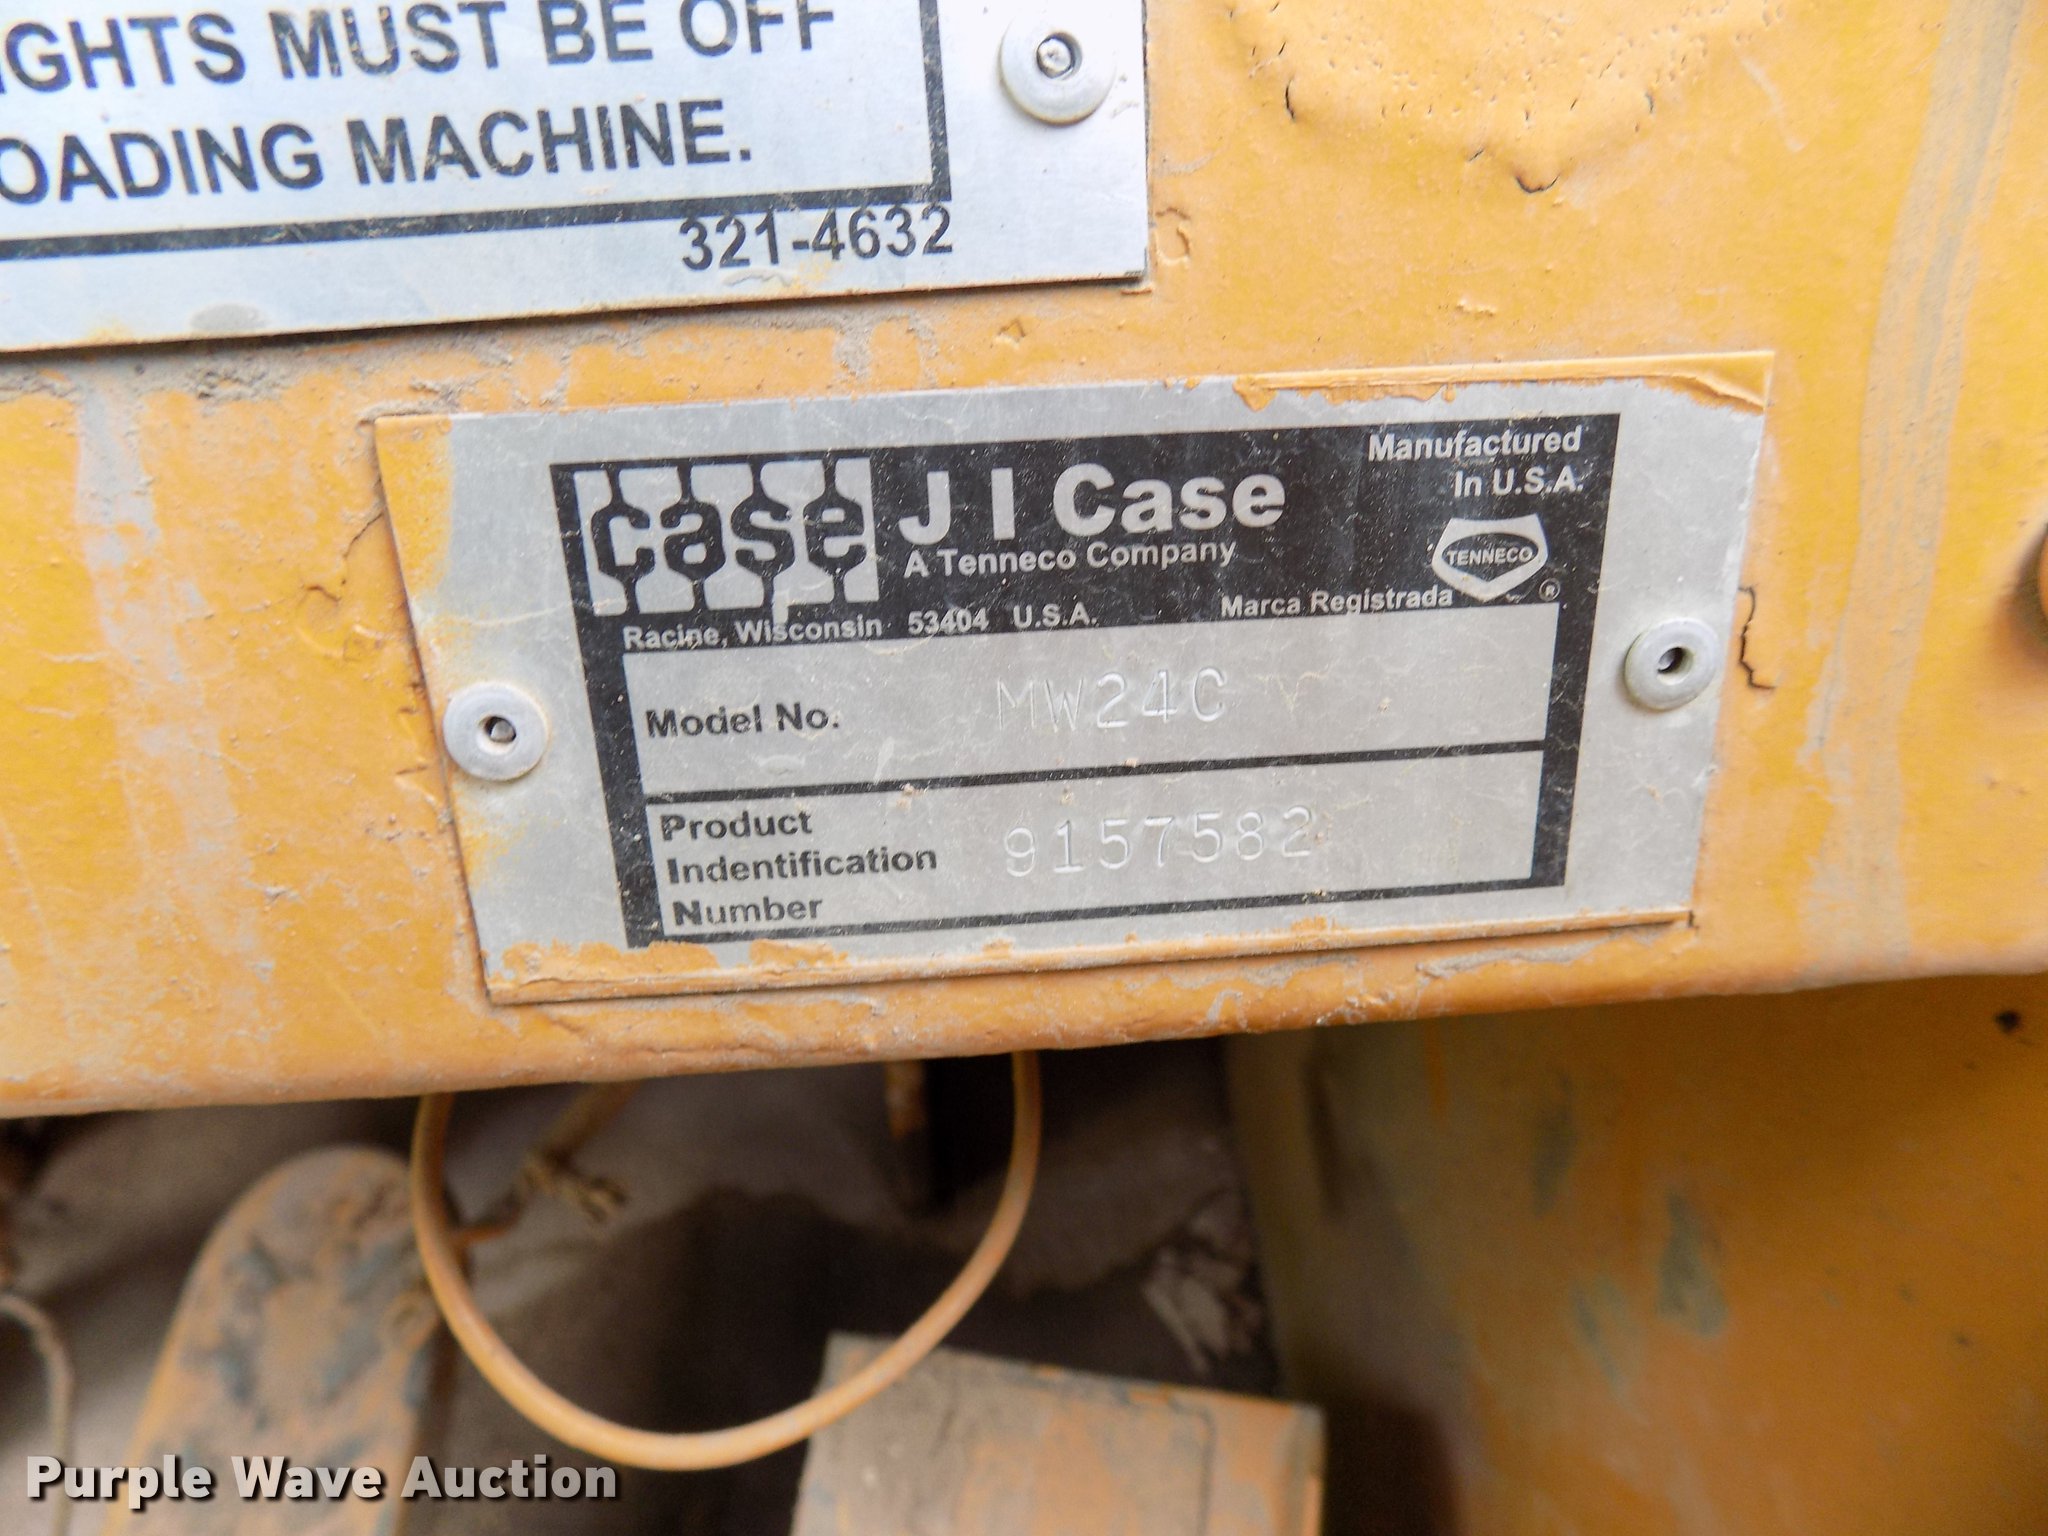 IGHTS MUST BE OFF
OADING MACHINE.
321-4632
case
J I Case
A Tenneco Company
Manufactured
In U.S.A.
TENNECO
®
Racine, Wisconsin 53404 U.S.A.
Marca Registrada
Model No. MW24C
Product
Indentification
Number
9157582
Purple Wave Auction